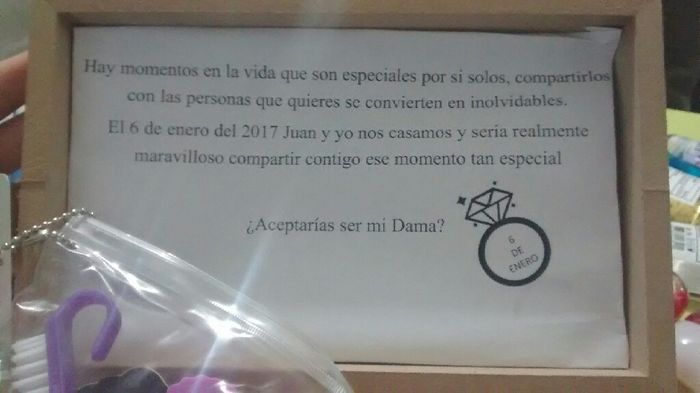 Hay momentos en la vida que son especiales por si solos, compartirlos
con las personas que quieres se convierten en inolvidables.
El 6 de enero del 2017 Juan y yo nos casamos y seria realmente
maravilloso compartir contigo ese momento tan especial
¿Aceptarías ser mi Dama?
6
DE
ENERO